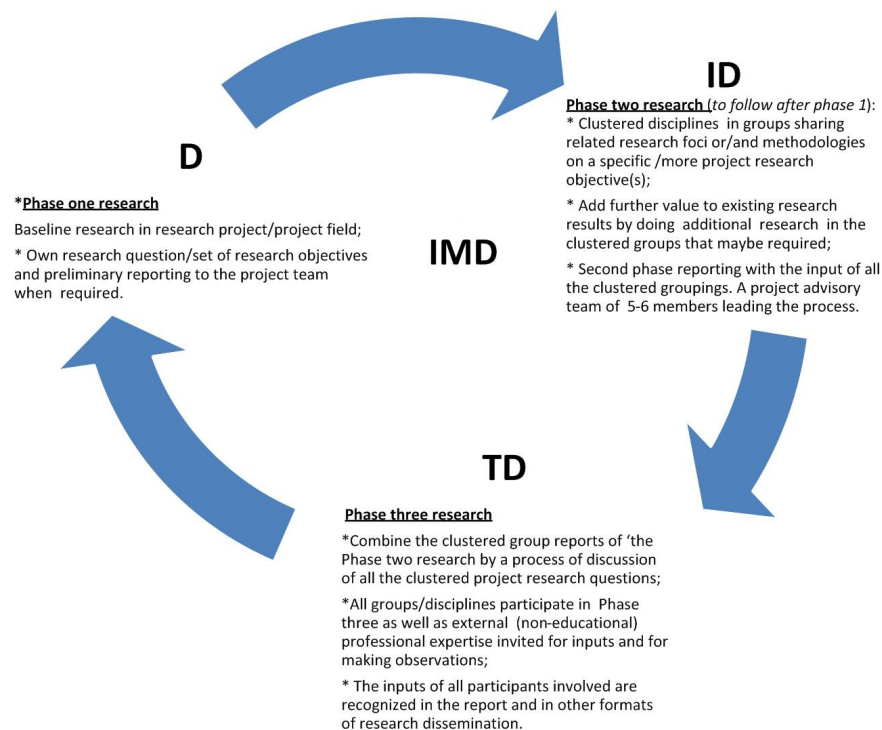 D
*Phase one research
Baseline research in research project/project field;
* Own research question/set of research objectives
and preliminary reporting to the project team
when required.
IMD
ID
Phase two research (to follow after phase 1):
* Clustered disciplines in groups sharing
related research foci or/and methodologies
on a specific /more project research
objective(s);
* Add further value to existing research
results by doing additional research in the
clustered groups that maybe required;
* Second phase reporting with the input of all
the clustered groupings. A project advisory
team of 5-6 members leading the process.
TD
Phase three research
*Combine the clustered group reports of ‘the
Phase two research by a process of discussion
of all the clustered project research questions;
*All groups/disciplines participate in Phase
three as well as external (non-educational)
professional expertise invited for inputs and for
making observations;
* The inputs of all participants involved are
recognized in the report and in other formats
of research dissemination.